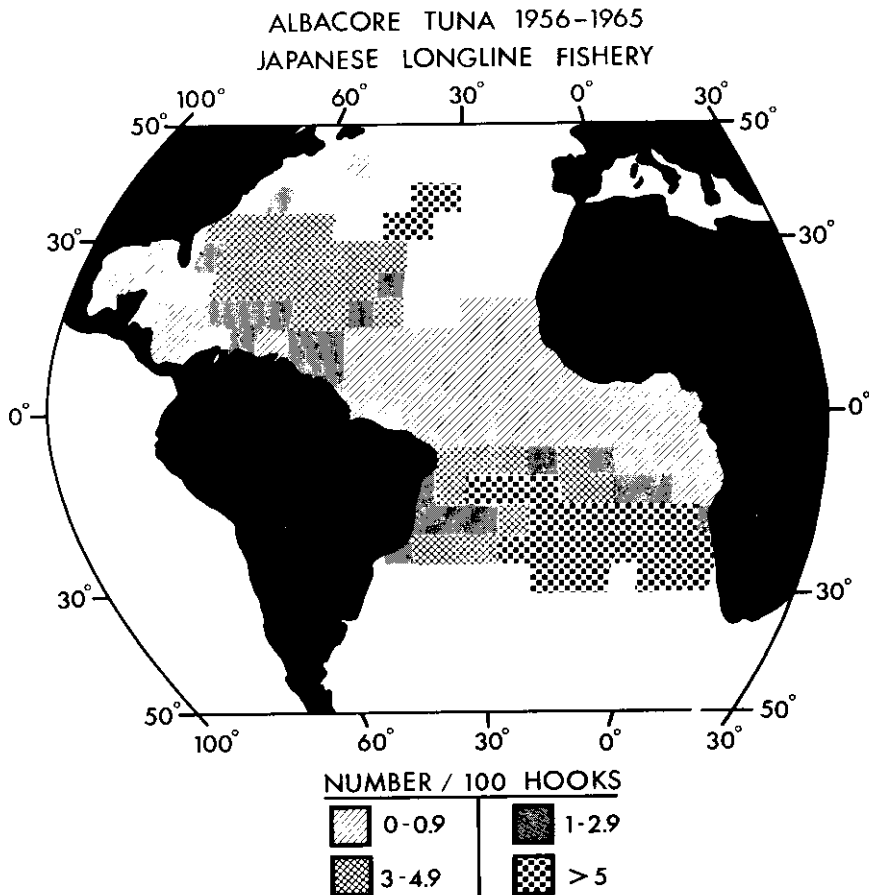 ALBACORE TUNA 1956-1965
JAPANESE LONGLINE FISHERY
100° 60° 30° 0° 30°
50° 50°
30° 30°
0° 0°
30° 30°
50° 50°
100° 60° 30° 0° 30°
NUMBER / 100 HOOKS
0-0.9 1-2.9
3-4.9 >5